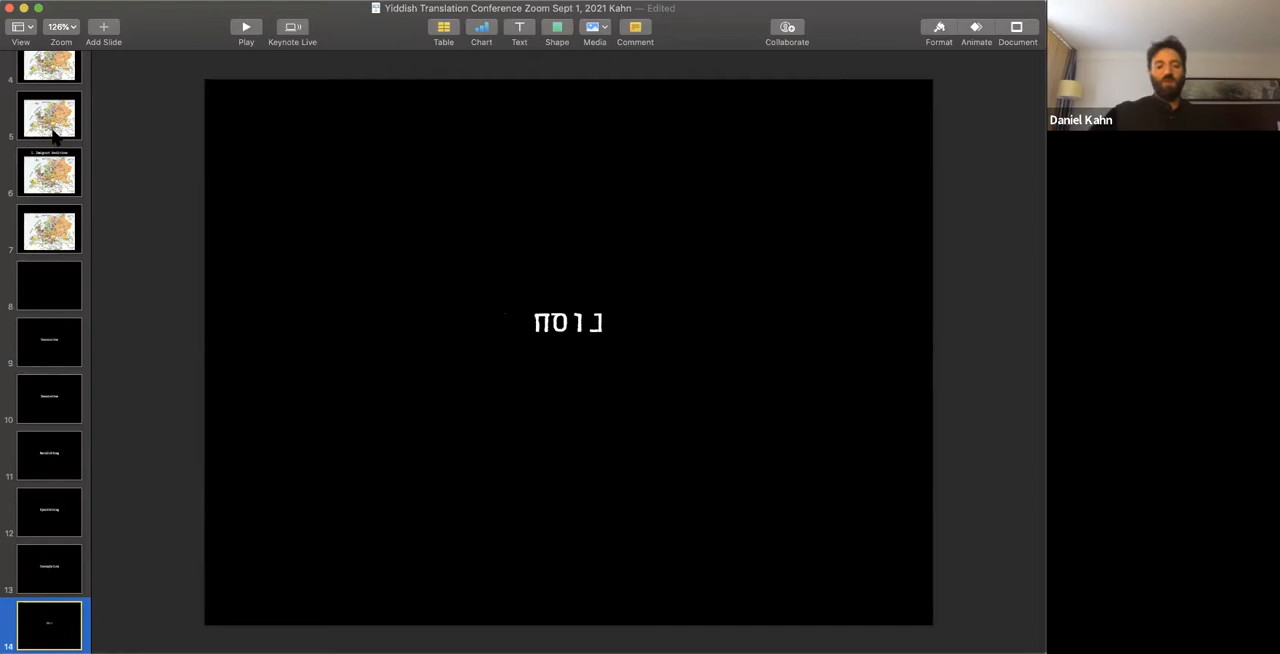 Yiddish Translation Conference Zoom Sept 1, 2021 Kahn — Edited
126%
View
Zoom
Add Slide
Play
Keynote Live
Table
Chart
Text
Shape
Media
Comment
Collaborate
Format
Animate
Document
Daniel Kahn
נוסח
4
5
6
7
8
9
10
11
12
13
14